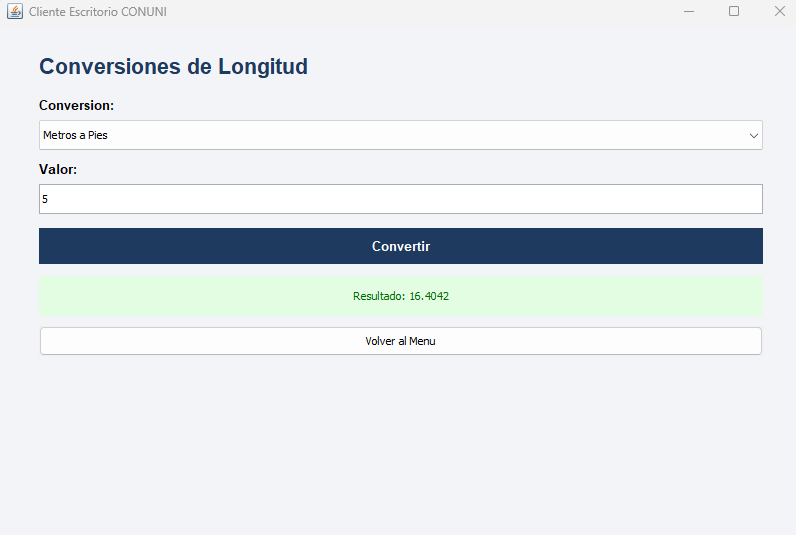 Cliente Escritorio CONUNI
Conversiones de Longitud
Conversion:
Metros a Pies
Valor:
5
Convertir
Resultado: 16.4042
Volver al Menu